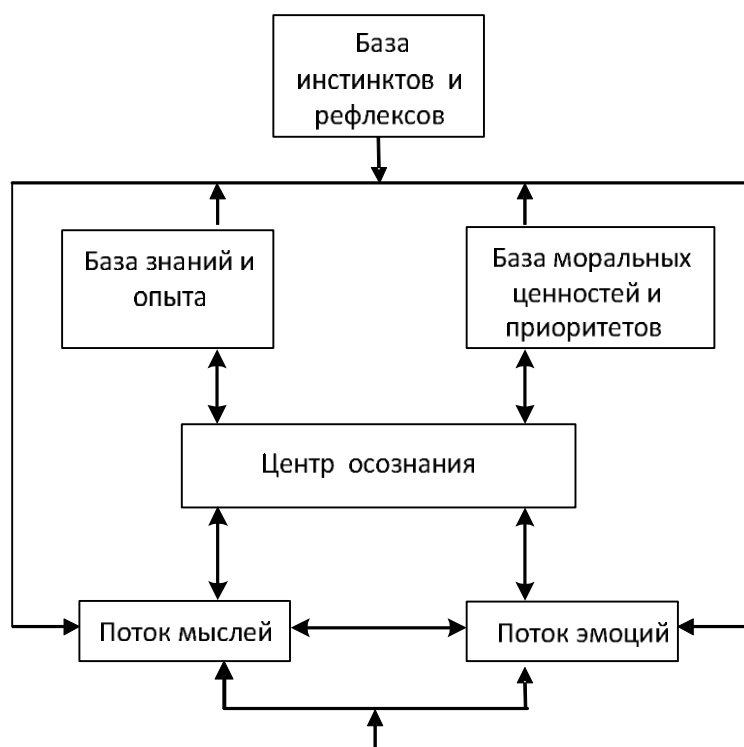 База
инстинктов и
рефлексов
База знаний и
опыта
База моральных
ценностей и
приоритетов
Центр осознания
Поток мыслей
Поток эмоций